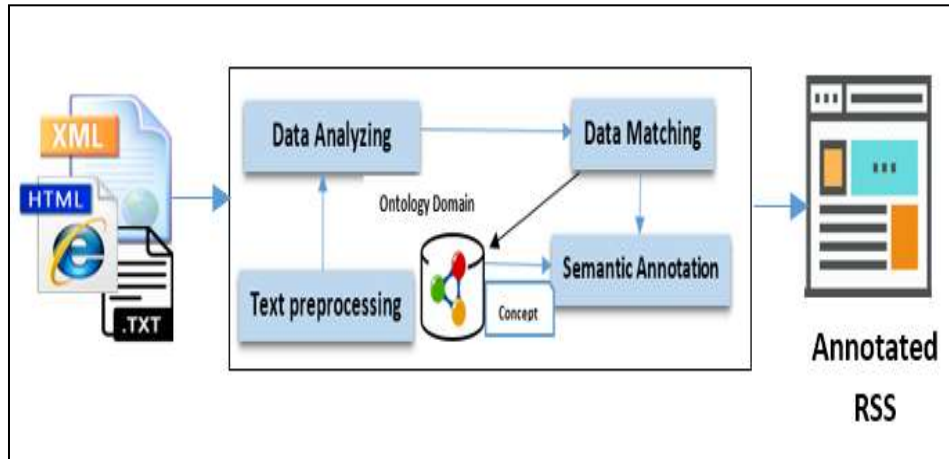 XML
HTML
.TXT
Data Analyzing
Data Matching
Ontology Domain
Text preprocessing
Concept
Semantic Annotation
Annotated
RSS